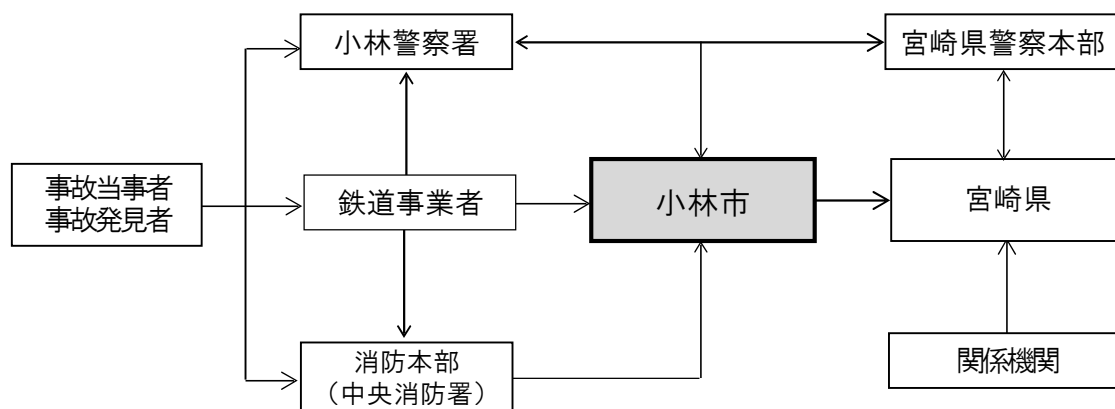 小林警察署
宮崎県警察本部
事故当事者
事故発見者
鉄道事業者
小林市
宮崎県
消防本部
（中央消防署）
関係機関